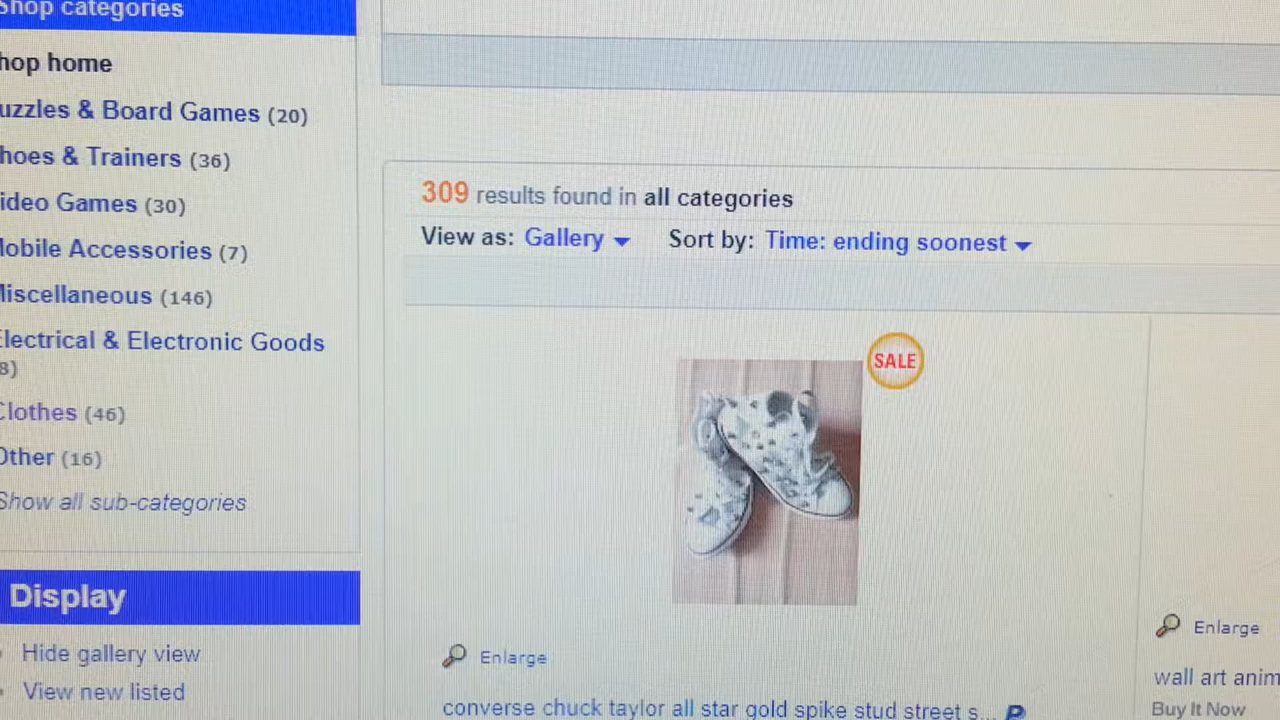 Shop categories
hop home
uzzles & Board Games (20)
hoes & Trainers (36)
ideo Games (30)
obile Accessories (7)
iscellaneous (146)
Electrical & Electronic Goods
8)
Clothes (46)
Other (16)
Show all sub-categories
Display
Hide gallery view
View new listed
309 results found in all categories
View as: Gallery
Sort by: Time: ending soonest
SALE
Enlarge
converse chuck taylor all star gold spike stud street s... P
Enlarge
wall art anim
Buy It Now